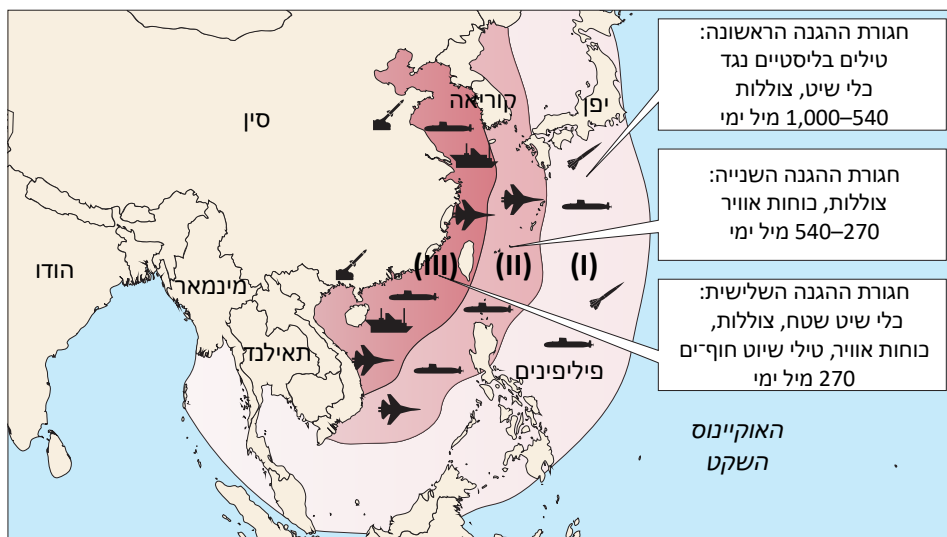 חגורת ההגנה הראשונה:
טילים בליסטיים נגד
כלי שיט, צוללות
540–1,000 מיל ימי
חגורת ההגנה השנייה:
צוללות, כוחות אוויר
270–540 מיל ימי
חגורת ההגנה השלישית:
כלי שיט שטח, צוללות,
כוחות אוויר, טילי שיוט חוף־ים
270 מיל ימי
יפן
קוריאה
סין
(I)
(II)
(III)
הודו
מינמאר
תאילנד
פיליפינים
האוקיינוס
השקט